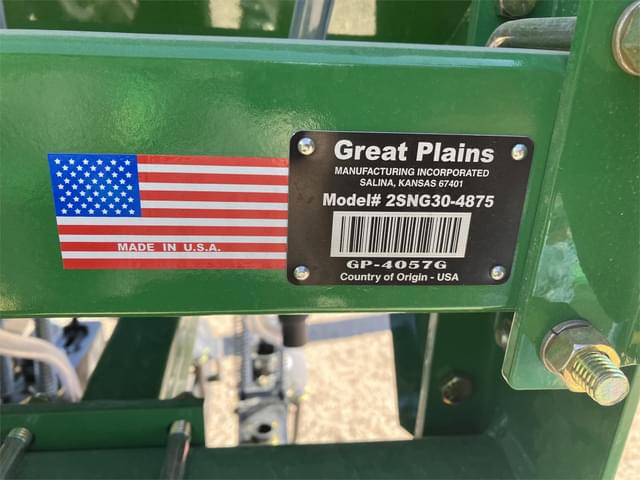 MADE IN U.S.A.
Great Plains
MANUFACTURING INCORPORATED
SALINA, KANSAS 67401
Model# 2SNG30-4875
GP-4057G
Country of Origin - USA